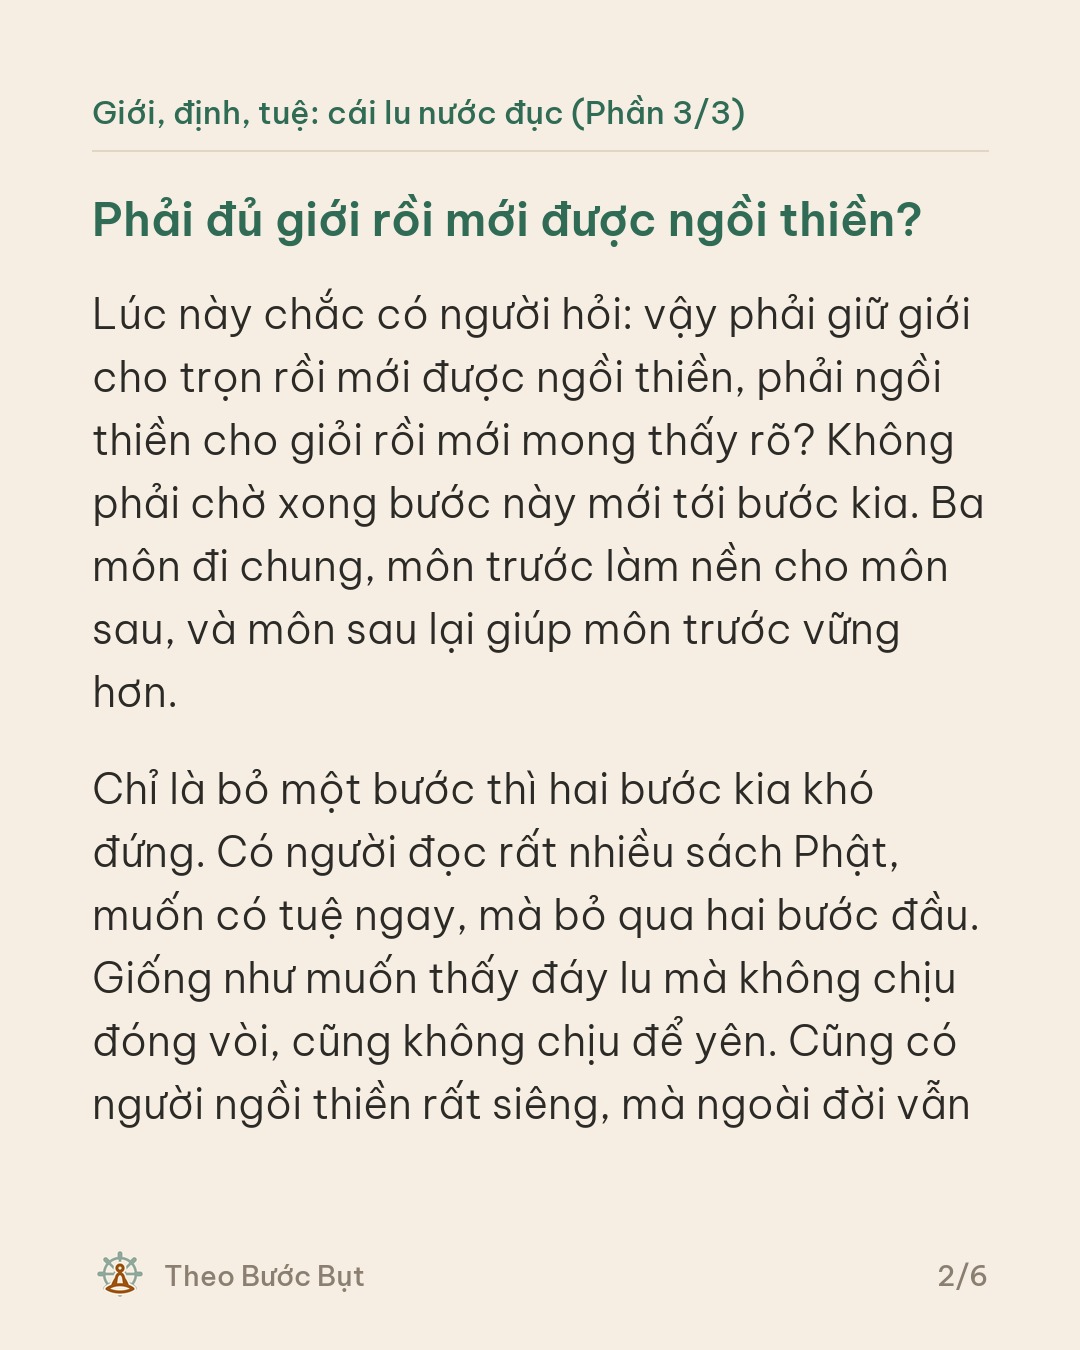 Giới, định, tuệ: cái lu nước đục (Phần 3/3)
Phải đủ giới rồi mới được ngồi thiền?
Lúc này chắc có người hỏi: vậy phải giữ giới
cho trọn rồi mới được ngồi thiền, phải ngồi
thiền cho giỏi rồi mới mong thấy rõ? Không
phải chờ xong bước này mới tới bước kia. Ba
môn đi chung, môn trước làm nền cho môn
sau, và môn sau lại giúp môn trước vững
hơn.
Chỉ là bỏ một bước thì hai bước kia khó
đứng. Có người đọc rất nhiều sách Phật,
muốn có tuệ ngay, mà bỏ qua hai bước đầu.
Giống như muốn thấy đáy lu mà không chịu
đóng vòi, cũng không chịu để yên. Cũng có
người ngồi thiền rất siêng, mà ngoài đời vẫn
Theo Bước Bụt
2/6